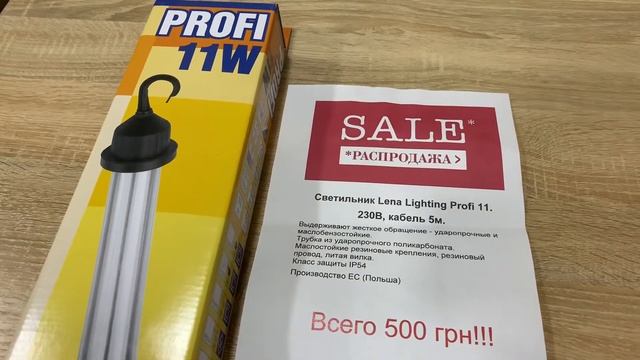 PROFI
11W
SALE*
*РАСПРОДАЖА>
Светильник Lena Lighting Profi 11.
230В, кабель 5м.
Выдерживают жесткое обращение - ударопрочные и
маслобензостойкие.
Трубка из ударопрочного поликарбоната.
Маслостойкие резиновые крепления, резиновый
провод, литая вилка.
Класс защиты IP54
Производство ЕС (Польша)
Всего 500 грн!!!